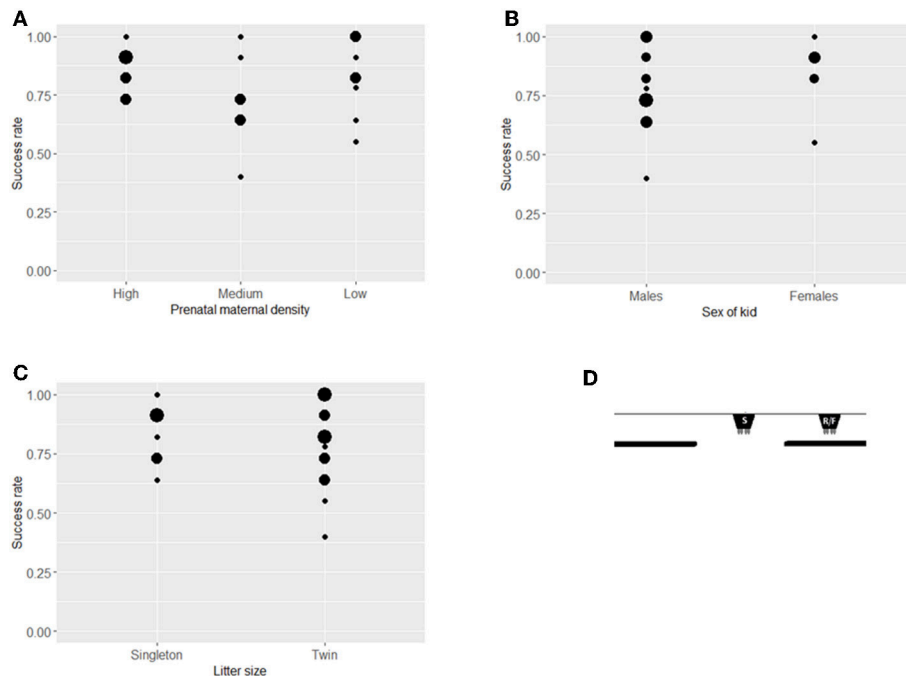 A
1.00
0.75
0.50
0.25
0.00
Success rate
High Medium Low
Prenatal maternal density
B
1.00
0.75
0.50
0.25
0.00
Success rate
Males Females
Sex of kid
C
1.00
0.75
0.50
0.25
0.00
Success rate
Singleton Twin
Litter size
D
S R/F